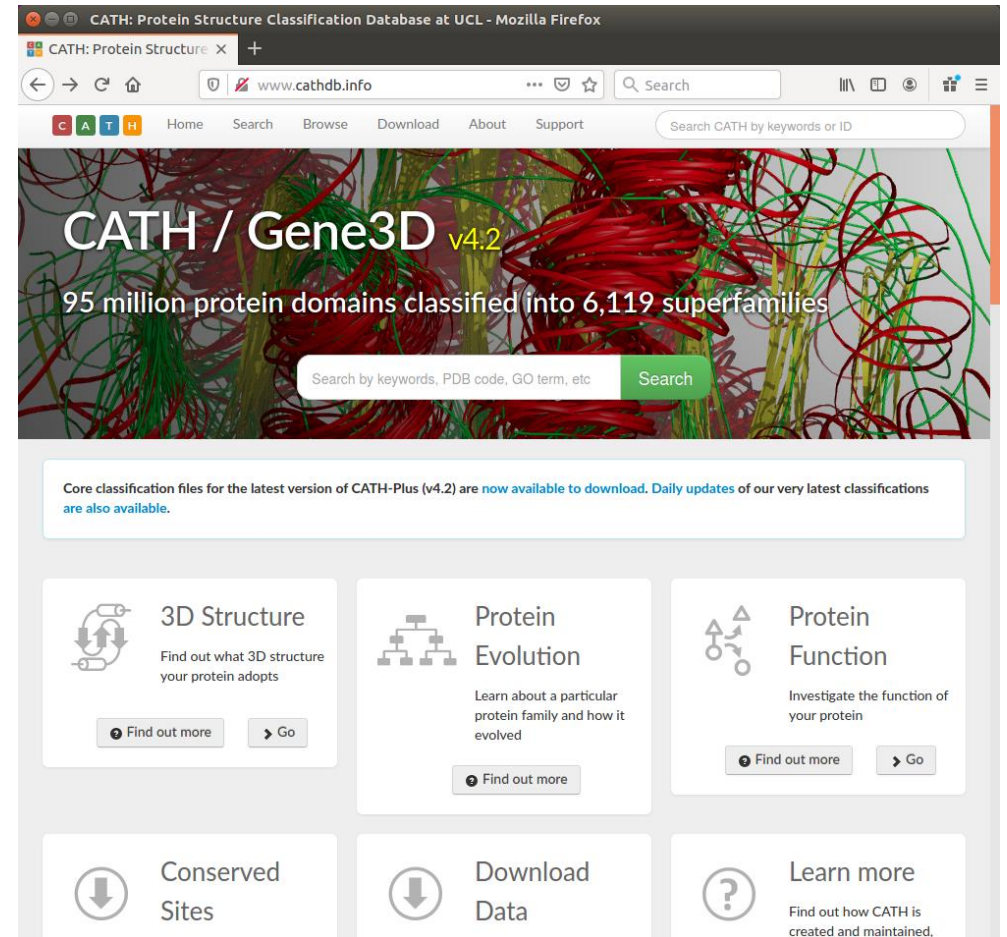 CATH: Protein Structure Classification Database at UCL - Mozilla Firefox
CATH: Protein Structure
www.cathdb.info
Search
C A T H
Home Search Browse Download About Support
Search CATH by keywords or ID
CATH / Gene3D v4.2
95 million protein domains classified into 6,119 superfamilies
Search by keywords, PDB code, GO term, etc
Search
Core classification files for the latest version of CATH-Plus (v4.2) are now available to download. Daily updates of our very latest classifications
are also available.
3D Structure
Find out what 3D structure
your protein adopts
Find out more
Go
Protein
Evolution
Learn about a particular
protein family and how it
evolved
Find out more
Protein
Function
Investigate the function of
your protein
Find out more
Go
Conserved
Sites
Download
Data
Learn more
Find out how CATH is
created and maintained,